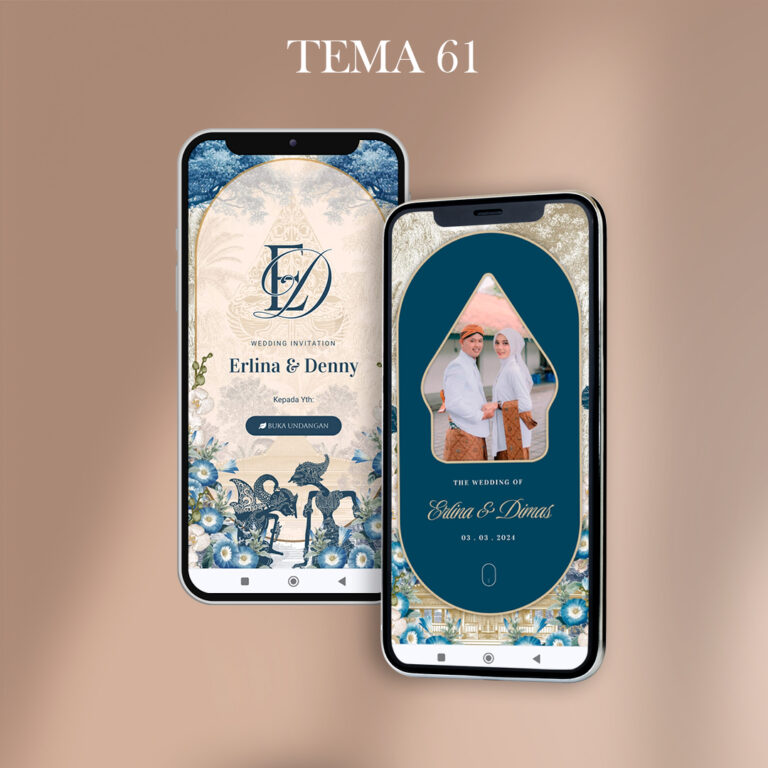 TEMA 61
ED
WEDDING INVITATION
Erlina & Denny
Kepada Yth:
BUKA UNDANGAN
THE WEDDING OF
Erlina & Dimas
03 . 03 . 2024